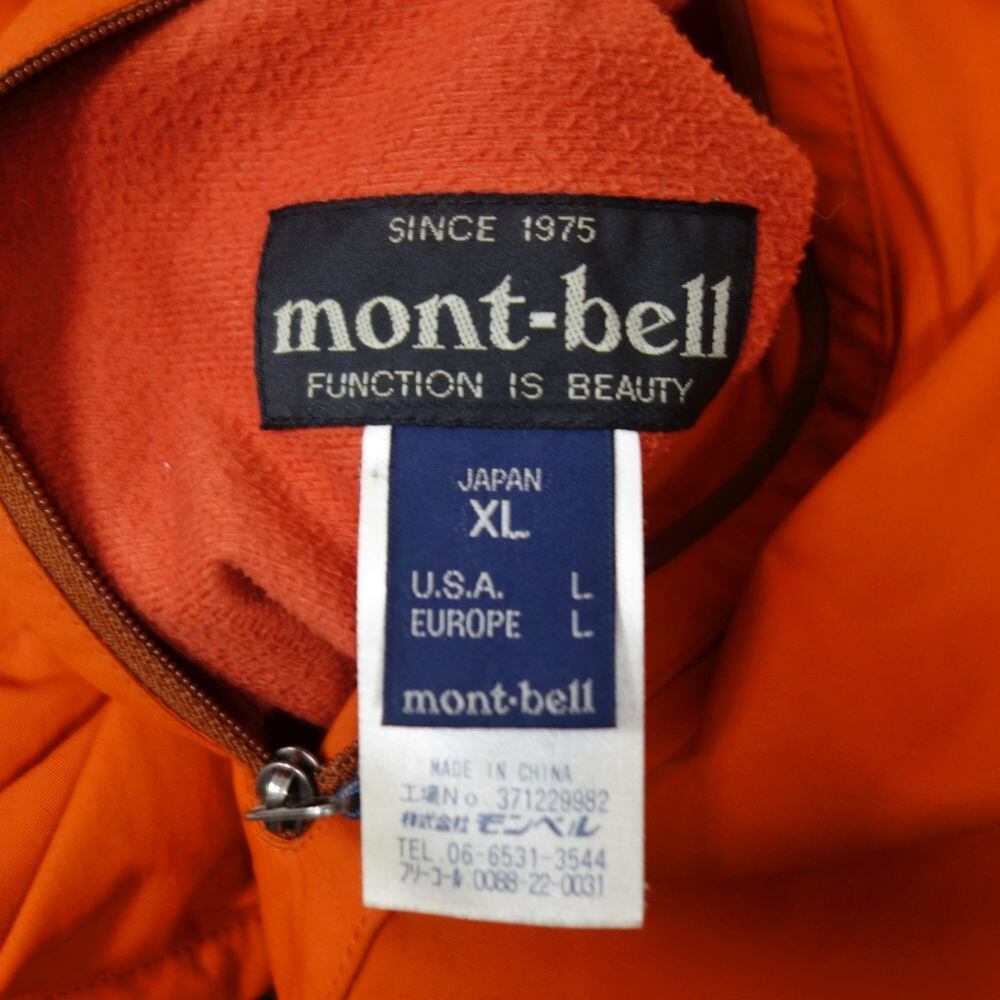 SINCE 1975
mont-bell
FUNCTION IS BEAUTY
JAPAN
XL
U.S.A. L
EUROPE L
mont·bell
MADE IN CHINA
工場No. 371229982
株式会社 モンベル
TEL. 06-6531-3544
フリーコール:0088-22-0031